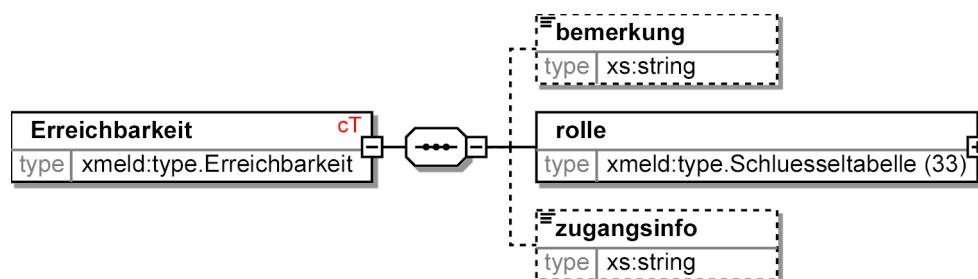 bemerkung
type xs:string
Erreichbarkeit cT
type xmeld:type.Erreichbarkeit
rolle
type xmeld:type.Schluesseltabelle (33)
zugangsinfo
type xs:string